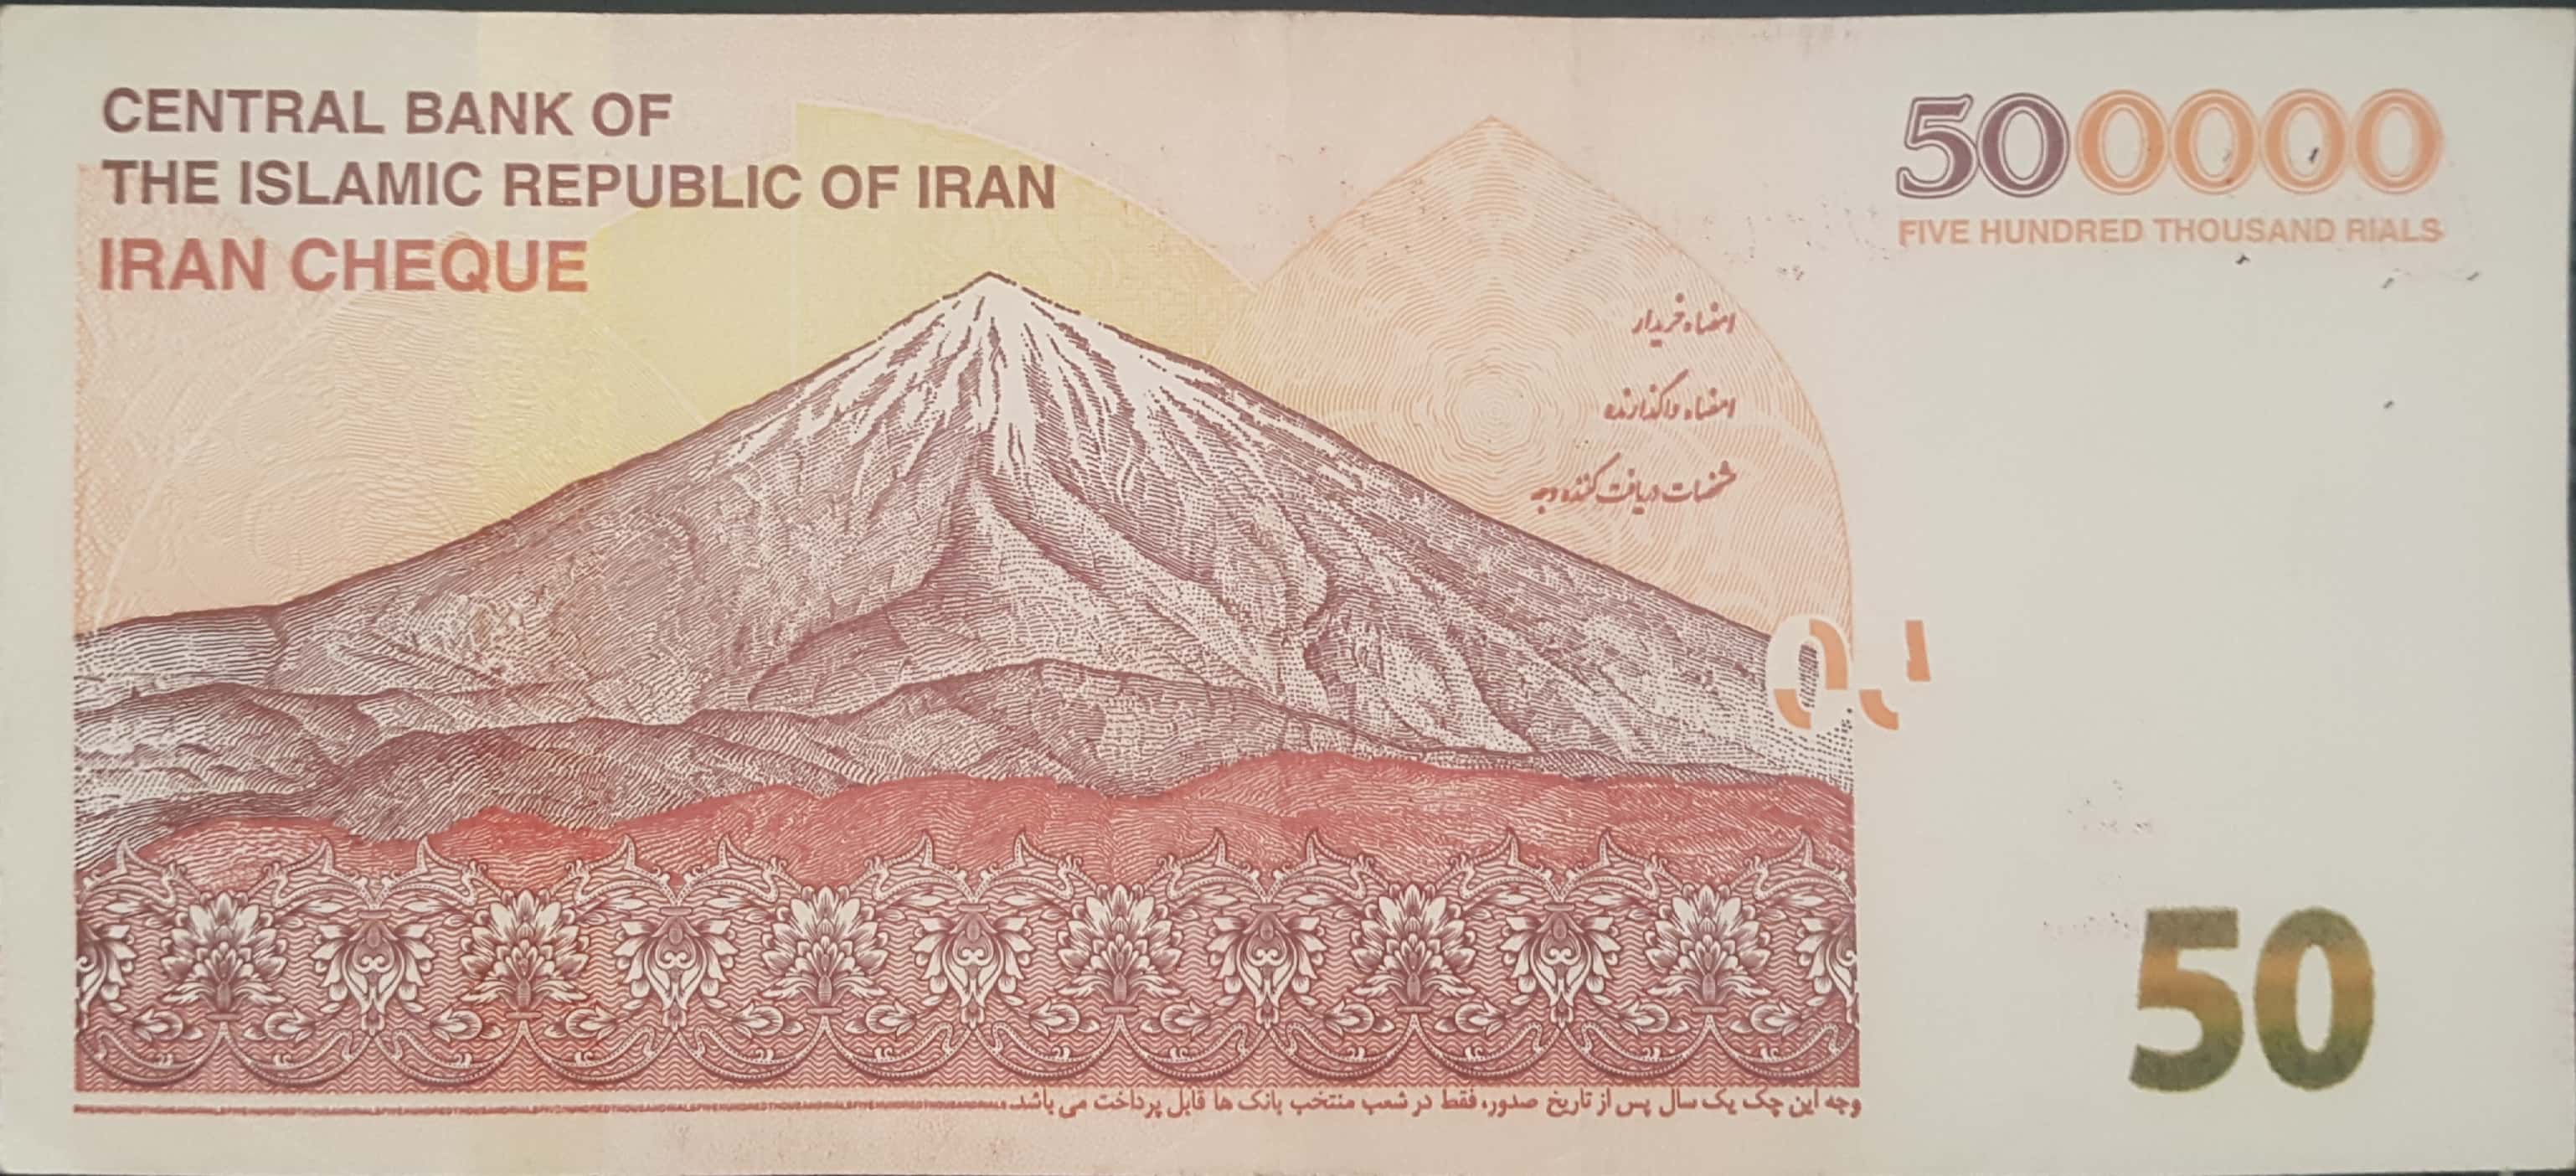 CENTRAL BANK OF
THE ISLAMIC REPUBLIC OF IRAN
IRAN CHEQUE
500000
FIVE HUNDRED THOUSAND RIALS
امضاء خریدار
امضاء واگذارنده
مشخصات دریافت کننده وجه
50
وجه این چک یک سال پس از تاریخ صدور، فقط در شعب منتخب بانک ها قابل پرداخت می باشد.